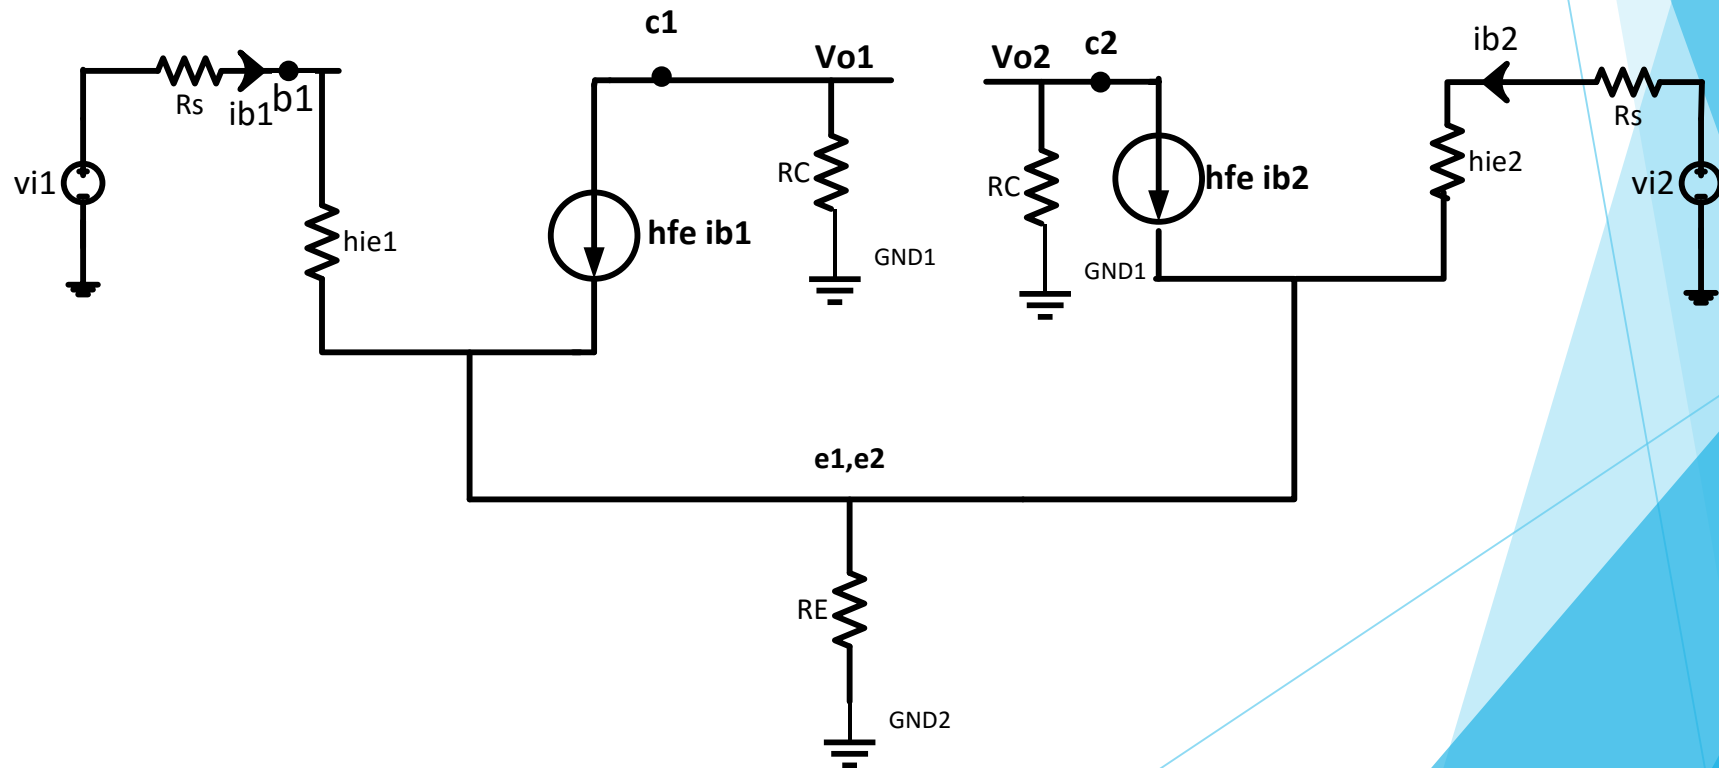 c1
Vo1
Vo2
c2
ib2
Rs
ib1
b1
Rs
vi1
RC
RC
hfe ib2
hie2
vi2
hie1
hfe ib1
GND1
GND1
e1,e2
RE
GND2